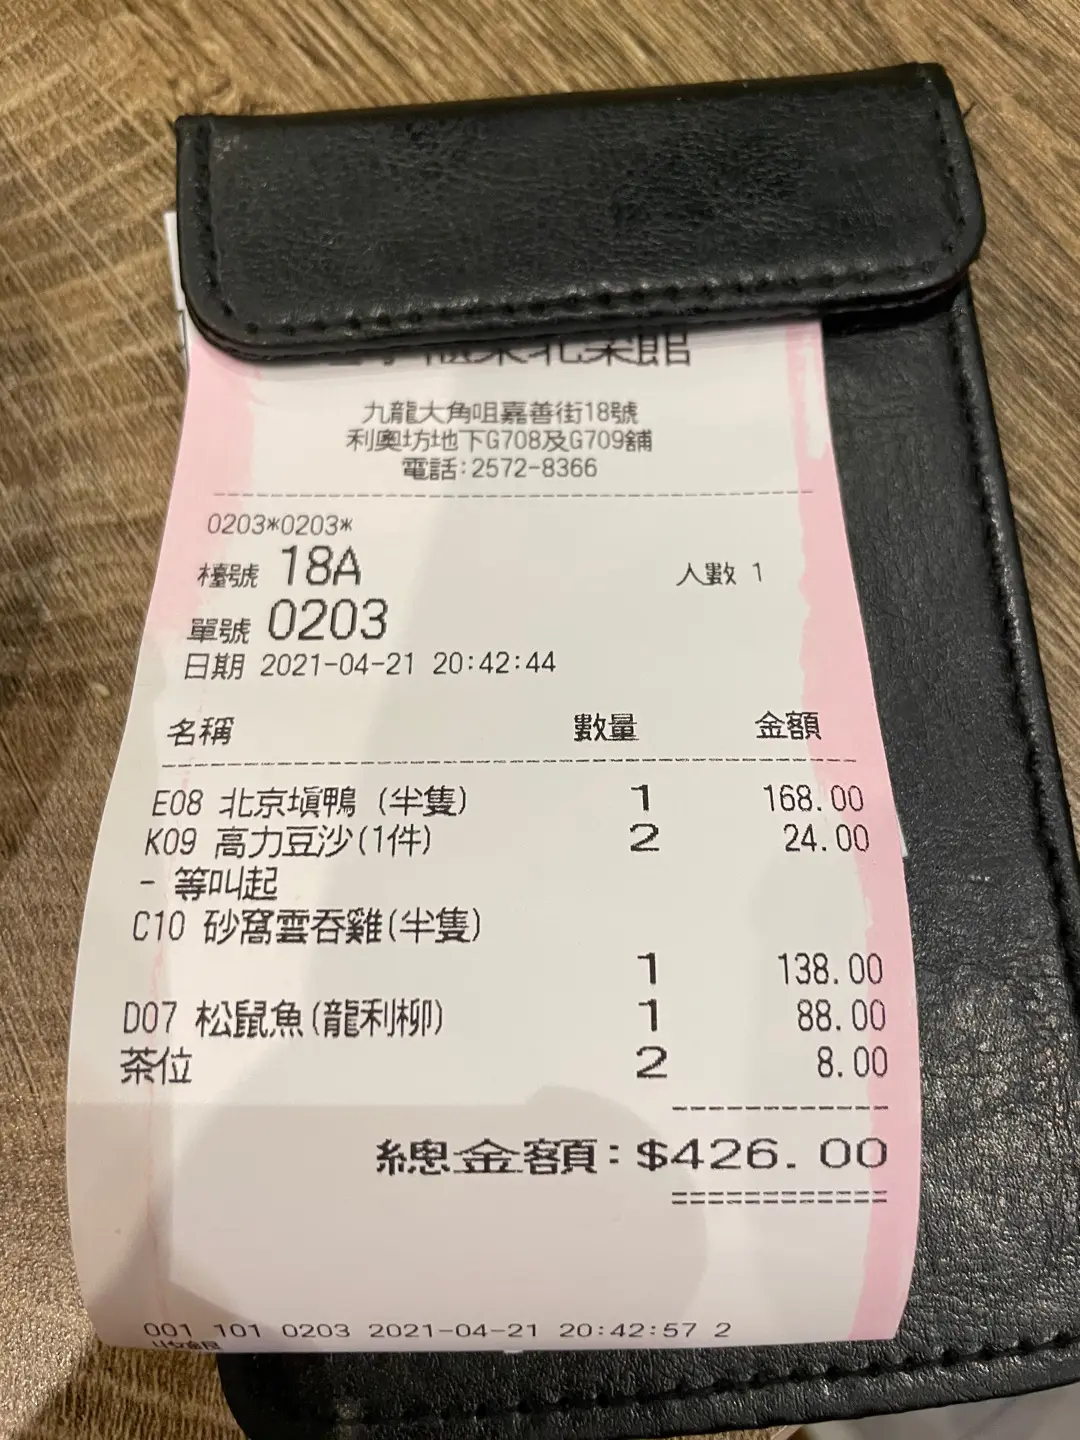 東北菜館
九龍大角咀嘉善街18號
利奧坊地下G708及G709舖
電話:2572-8366
0203*0203*
檯號 18A 人數 1
單號 0203
日期 2021-04-21 20:42:44
名稱 數量 金額
E08 北京塡鴨 (半隻) 1 168.00
K09 高力豆沙(1件) 2 24.00
- 等叫起
C10 砂窩雲吞雞(半隻)
1 138.00
D07 松鼠魚(龍利柳) 1 88.00
茶位 2 8.00
總金額:$426.00
001 101 0203 2021-04-21 20:42:57 2